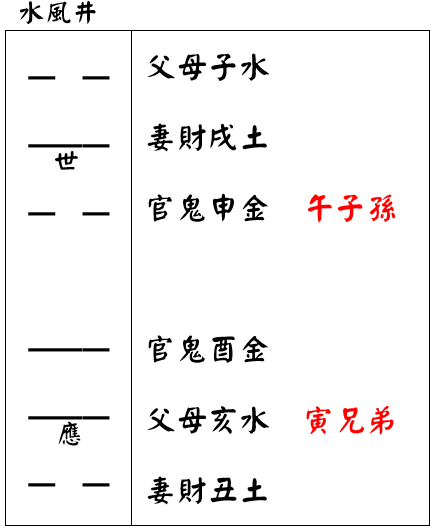 水風井
父母子水
妻財戌土
世
官鬼申金 午子孫
官鬼酉金
父母亥水 寅兄弟
應
妻財丑土